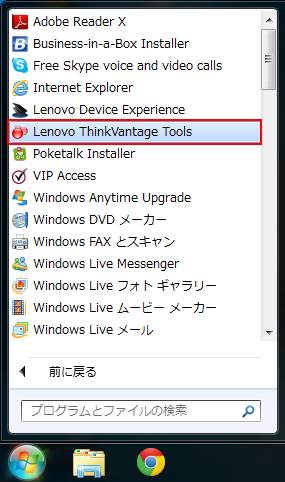 Adobe Reader X
Business-in-a-Box Installer
Free Skype voice and video calls
Internet Explorer
Lenovo Device Experience
Lenovo ThinkVantage Tools
Poketalk Installer
VIP Access
Windows Anytime Upgrade
Windows DVD メーカー
Windows FAX とスキャン
Windows Live Messenger
Windows Live フォト ギャラリー
Windows Live ムービー メーカー
Windows Live メール
前に戻る
プログラムとファイルの検索